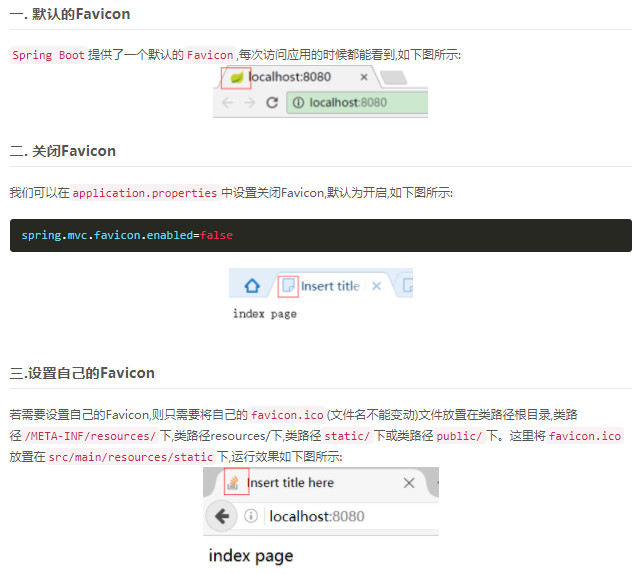 一. 默认的Favicon
Spring Boot 提供了一个默认的 Favicon ,每次访问应用的时候都能看到,如下图所示:
localhost:8080 ×
localhost:8080
二. 关闭Favicon
我们可以在 application.properties 中设置关闭Favicon,默认为开启,如下图所示:
spring.mvc.favicon.enabled=false
Insert title ×
index page
三.设置自己的Favicon
若需要设置自己的Favicon,则只需要将自己的 favicon.ico (文件名不能变动)文件放置在类路径根目录,类路
径 /META-INF/resources/ 下,类路径resources/下,类路径 static/ 下或类路径 public/ 下。这里将 favicon.ico
放置在 src/main/resources/static 下,运行效果如下图所示:
Insert title here ×
localhost:8080
index page